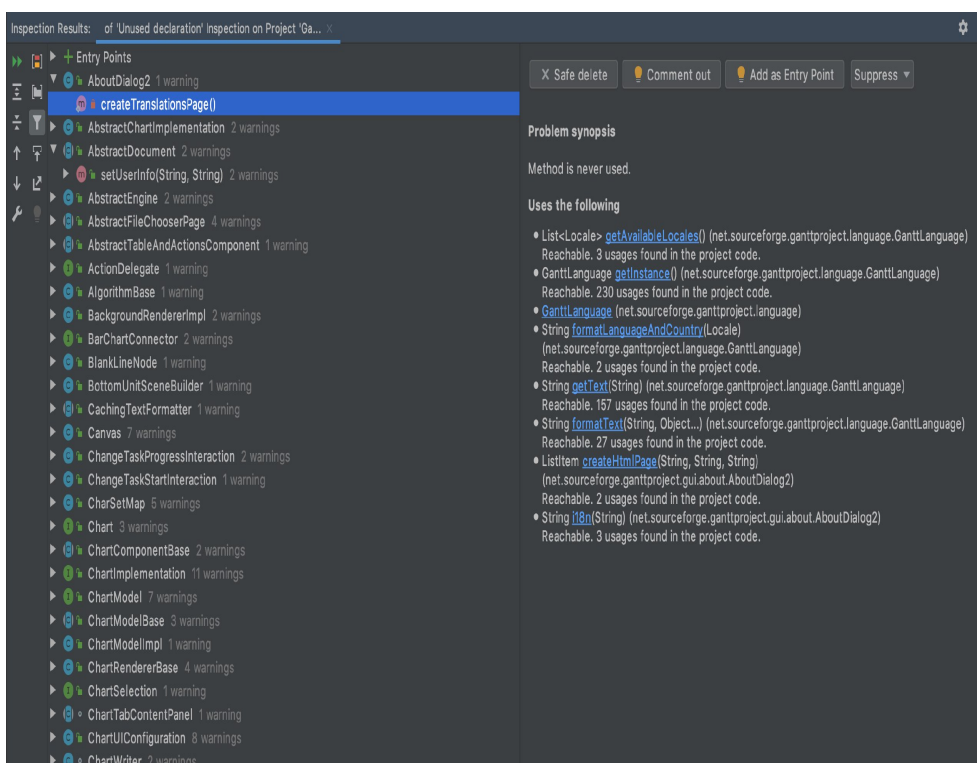 Inspection Results: of 'Unused declaration' Inspection on Project 'Ga...
Entry Points
AboutDialog2 1 warning
createTranslationsPage()
AbstractChartImplementation 2 warnings
AbstractDocument 2 warnings
setUserInfo(String, String) 2 warnings
AbstractEngine 2 warnings
AbstractFileChooserPage 4 warnings
AbstractTableAndActionsComponent 1 warning
ActionDelegate 1 warning
AlgorithmBase 1 warning
BackgroundRendererImpl 2 warnings
BarChartConnector 2 warnings
BlankLineNode 1 warning
BottomUnitSceneBuilder 1 warning
CachingTextFormatter 1 warning
Canvas 7 warnings
ChangeTaskProgressInteraction 2 warnings
ChangeTaskStartInteraction 1 warning
CharSetMap 5 warnings
Chart 3 warnings
ChartComponentBase 2 warnings
ChartImplementation 11 warnings
ChartModel 7 warnings
ChartModelBase 3 warnings
ChartModelImpl 1 warning
ChartRendererBase 4 warnings
ChartSelection 1 warning
ChartTabContentPanel 1 warning
ChartUIConfiguration 8 warnings
ChartWriter 2 warnings
X Safe delete Comment out Add as Entry Point Suppress
Problem synopsis
Method is never used.
Uses the following
• List<Locale> getAvailableLocales() (net.sourceforge.ganttproject.language.GanttLanguage)
Reachable. 3 usages found in the project code.
• GanttLanguage getInstance() (net.sourceforge.ganttproject.language.GanttLanguage)
Reachable. 230 usages found in the project code.
• GanttLanguage (net.sourceforge.ganttproject.language)
• String formatLanguageAndCountry(Locale)
(net.sourceforge.ganttproject.language.GanttLanguage)
Reachable. 2 usages found in the project code.
• String getText(String) (net.sourceforge.ganttproject.language.GanttLanguage)
Reachable. 157 usages found in the project code.
• String formatText(String, Object...) (net.sourceforge.ganttproject.language.GanttLanguage)
Reachable. 27 usages found in the project code.
• ListItem createHtmlPage(String, String, String)
(net.sourceforge.ganttproject.gui.about.AboutDialog2)
Reachable. 2 usages found in the project code.
• String i18n(String) (net.sourceforge.ganttproject.gui.about.AboutDialog2)
Reachable. 3 usages found in the project code.